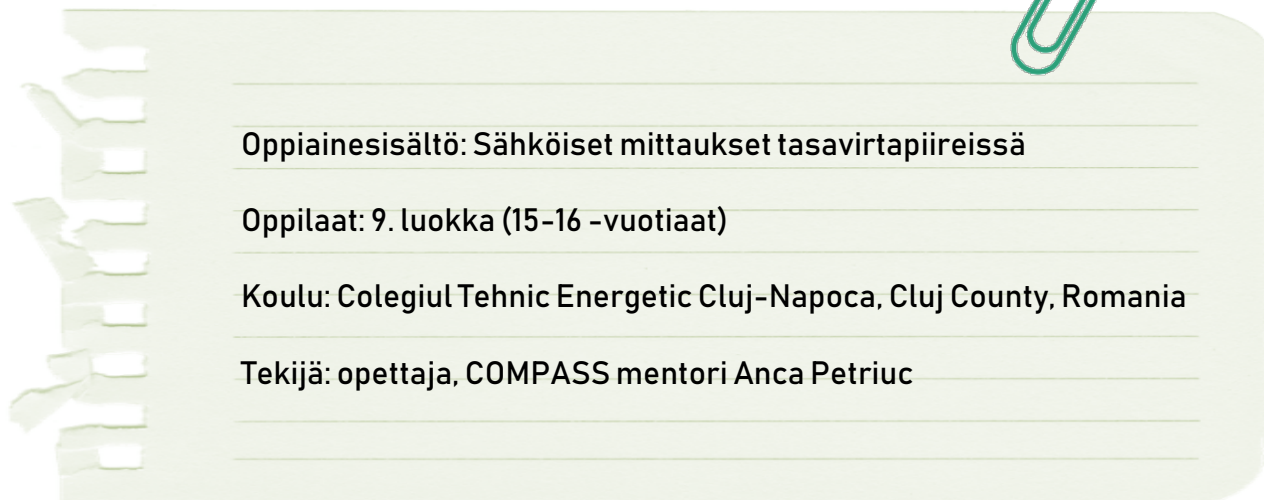 Oppiainesisältö: Sähköiset mittaukset tasavirtapiireissä
Oppilaat: 9. luokka (15-16 -vuotiaat)
Koulu: Colegiul Tehnic Energetic Cluj-Napoca, Cluj County, Romania
Tekijä: opettaja, COMPASS mentori Anca Petriuc